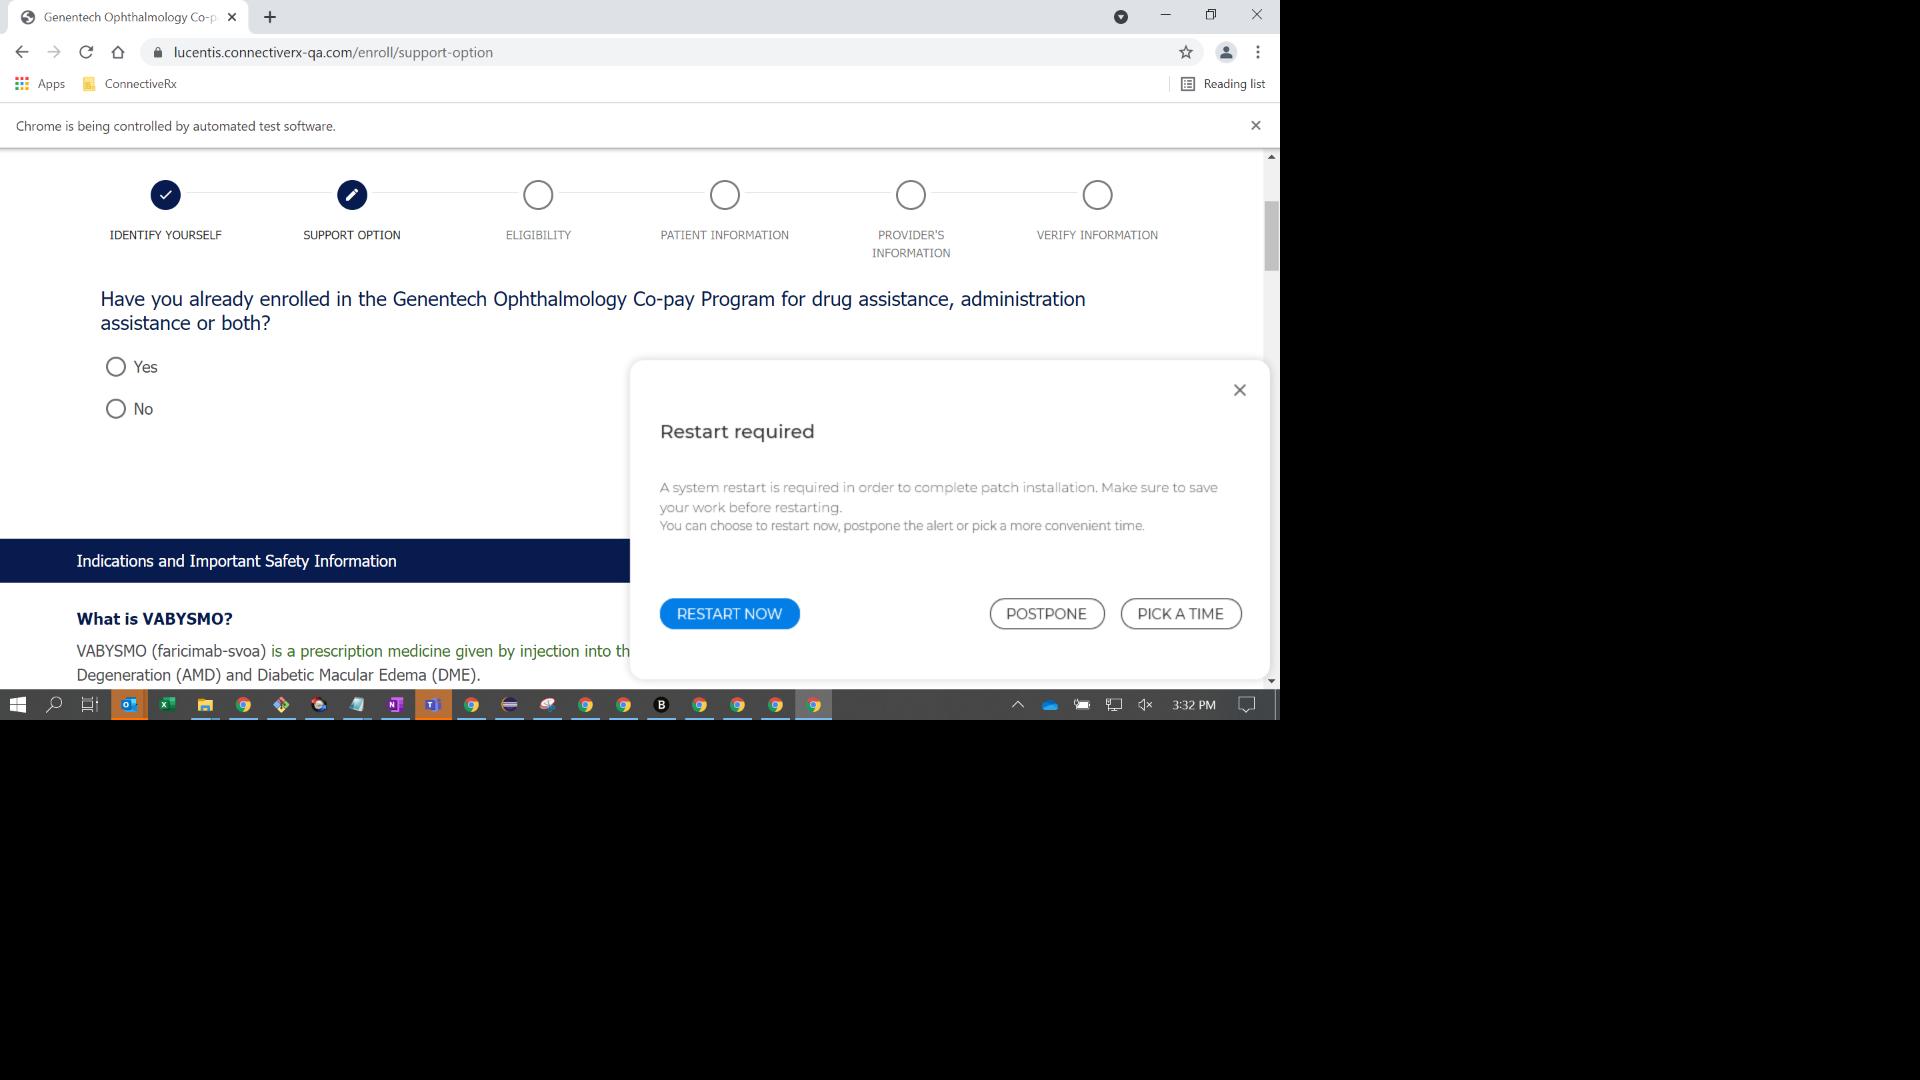 Genentech Ophthalmology Co-p
lucentis.connectiverx-qa.com/enroll/support-option
Apps
ConnectiveRx
Reading list
Chrome is being controlled by automated test software.
IDENTIFY YOURSELF
SUPPORT OPTION
ELIGIBILITY
PATIENT INFORMATION
PROVIDER'S
INFORMATION
VERIFY INFORMATION
Have you already enrolled in the Genentech Ophthalmology Co-pay Program for drug assistance, administration
assistance or both?
Yes
No
Restart required
A system restart is required in order to complete patch installation. Make sure to save
your work before restarting.
You can choose to restart now, postpone the alert or pick a more convenient time.
RESTART NOW
POSTPONE
PICK A TIME
Indications and Important Safety Information
What is VABYSMO?
VABYSMO (faricimab-svoa) is a prescription medicine given by injection into th
Degeneration (AMD) and Diabetic Macular Edema (DME).
3:32 PM